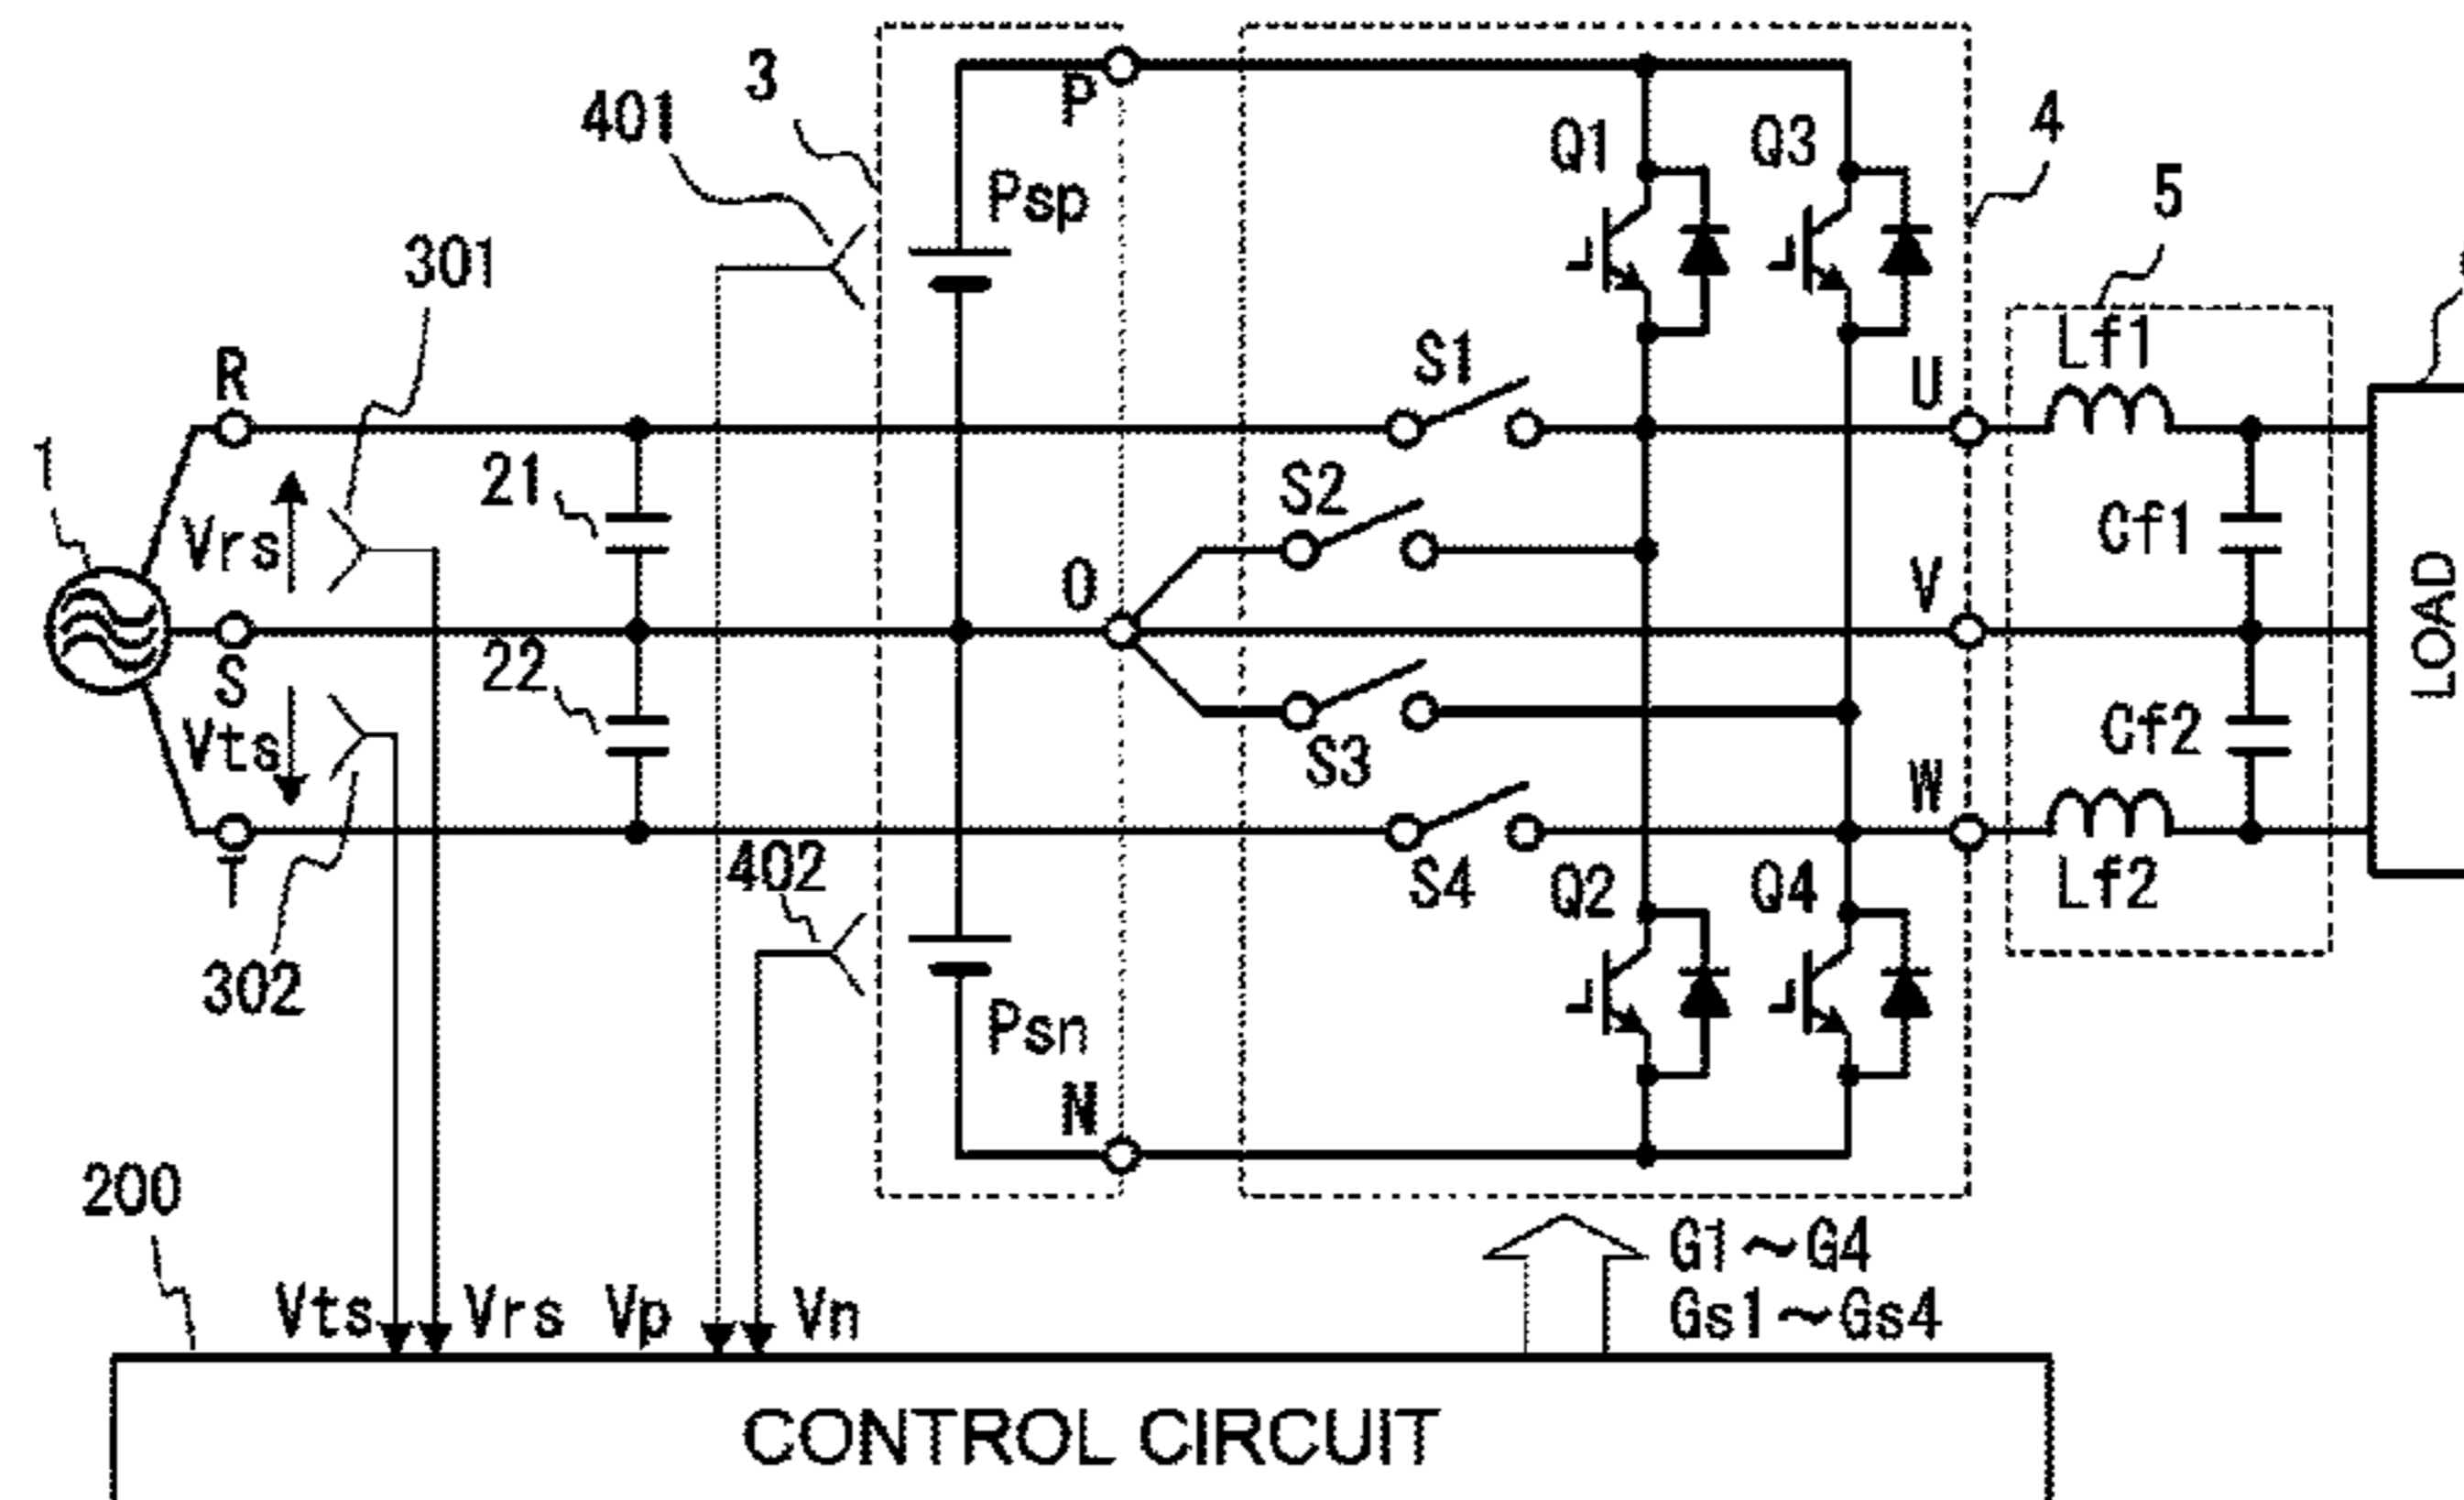 3
401
P
Q1
Q3
4
Psp
5
301
Lf1
R
S1
U
1
21
S2
Cf1
Vrs
O
V
LOAD
S
22
Vts
S3
Cf2
W
T
402
S4
Q2
Q4
Lf2
302
Psn
N
200
G1～G4
Vts
Vrs
Vp
Vn
Gs1～Gs4
CONTROL CIRCUIT